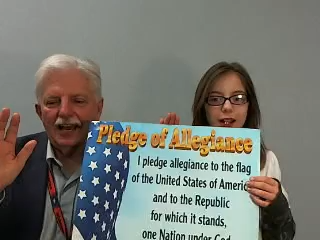 Pledge of Allegiance
I pledge allegiance to the flag
of the United States of America
and to the Republic
for which it stands,
one Nation under God